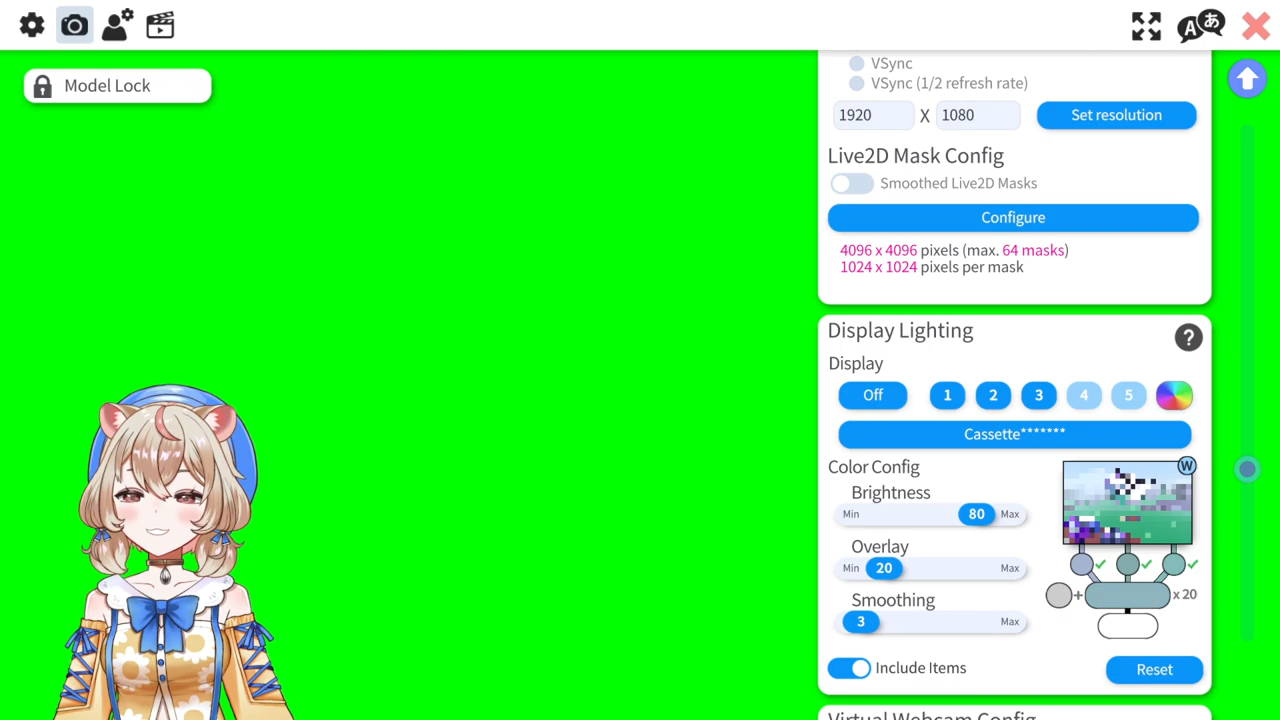 A あ
Model Lock
VSync
VSync (1/2 refresh rate)
1920 X 1080 Set resolution
Live2D Mask Config
Smoothed Live2D Masks
Configure
4096 x 4096 pixels (max. 64 masks)
1024 x 1024 pixels per mask
Display Lighting ?
Display
Off 1 2 3 4 5
Cassette*******
Color Config W
Brightness
Min 80 Max
Overlay
Min 20 Max
+ x 20
Smoothing
3 Max
Include Items Reset